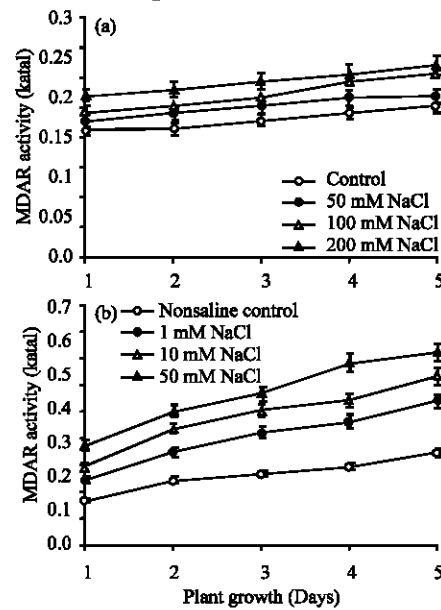 (a)
0.3
0.25
0.2
0.15
0.1
0.05
0.0
MDAR activity (katal)
Control
50 mM NaCl
100 mM NaCl
200 mM NaCl
1 2 3 4 5
(b)
0.7
0.6
0.5
0.4
0.3
0.2
0.1
0.0
MDAR activity (katal)
Nonsaline control
1 mM NaCl
10 mM NaCl
50 mM NaCl
1 2 3 4 5
Plant growth (Days)